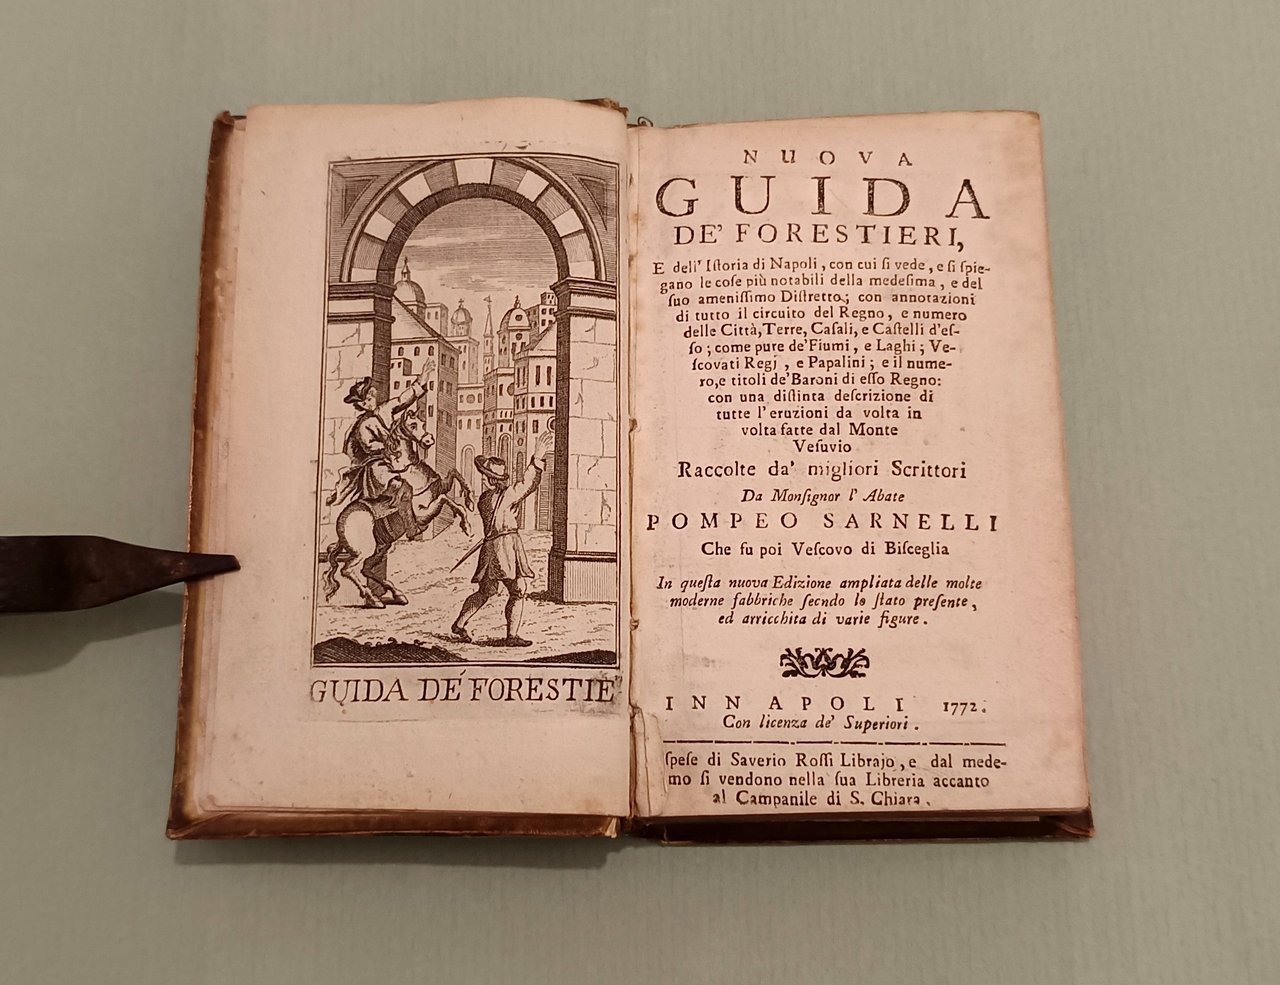 GUIDA DE' FORESTIE
NUOVA
GUIDA
DE' FORESTIERI,
E dell' Iſtoria di Napoli, con cui ſi vede, e ſi ſpie-
gano le coſe più notabili della medeſima, e del
ſuo ameniſſimo Diſtretto; con annotazioni
di tutto il circuito del Regno, e numero
delle Città, Terre, Caſali, e Caſtelli d'eſ-
ſo; come pure de' Fiumi, e Laghi; Ve-
ſcovati Regj, e Papalini; e il nume-
ro, e titoli de' Baroni di eſſo Regno:
con una diſtinta deſcrizione di
tutte l' eruzioni da volta in
volta fatte dal Monte
Veſuvio
Raccolte da' migliori Scrittori
Da Monſignor l' Abate
POMPEO SARNELLI
Che fu poi Veſcovo di Biſceglia
In queſta nuova Edizione ampliata delle molte
moderne fabbriche ſecndo lo ſtato preſente,
ed arricchita di varie figure.
INNAPOLI 1772.
Con licenza de' Superiori.
ſpeſe di Saverio Roſſi Librajo, e dal mede-
mo ſi vendono nella ſua Libreria accanto
al Campanile di S. Chiara.